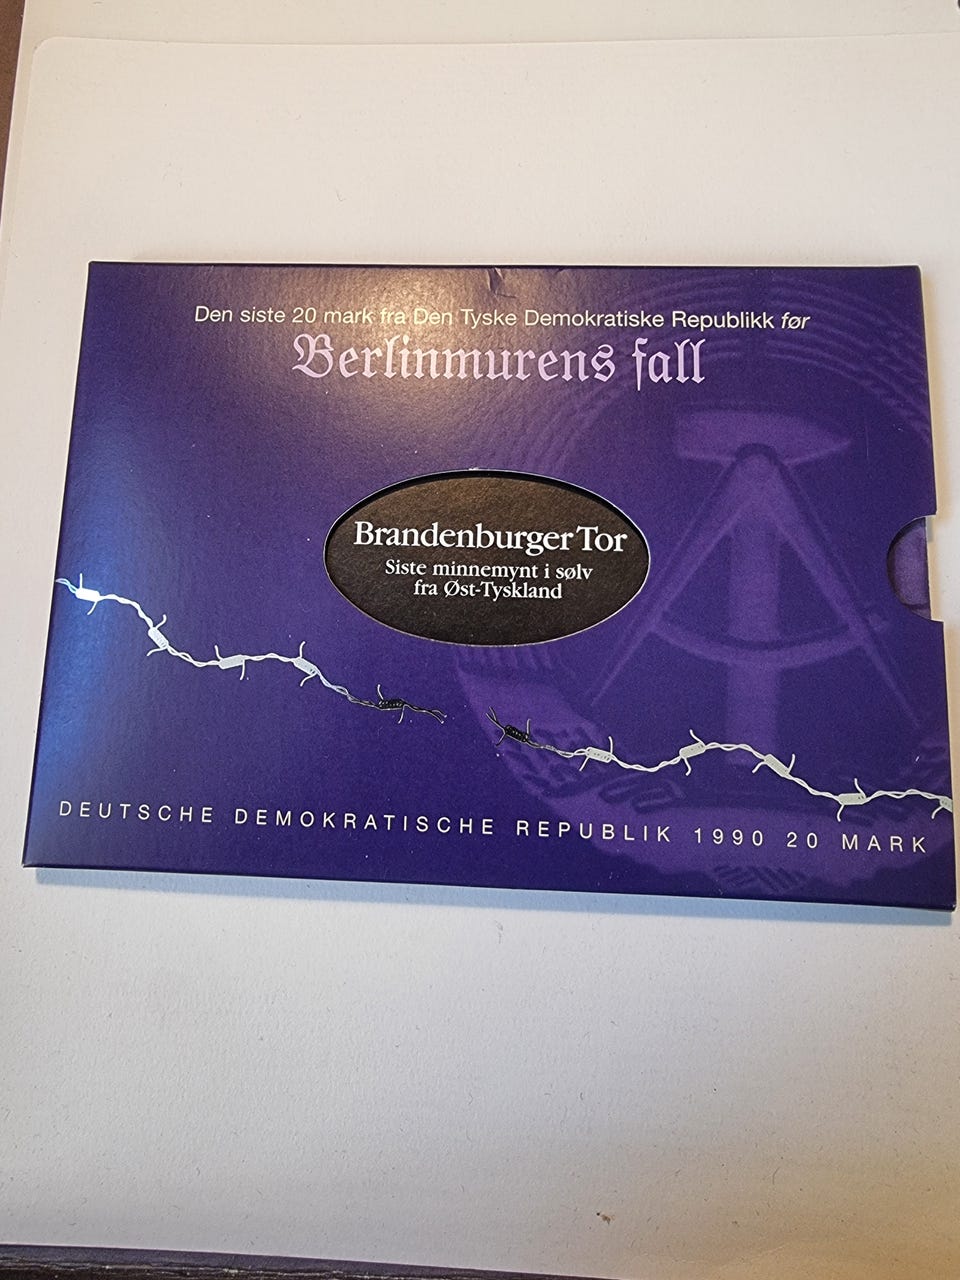 Den siste 20 mark fra Den Tyske Demokratiske Republikk før
Berlinmurens fall
Brandenburger Tor
Siste minnemynt i sølv
fra Øst-Tyskland
DEUTSCHE DEMOKRATISCHE REPUBLIK 1990 20 MARK